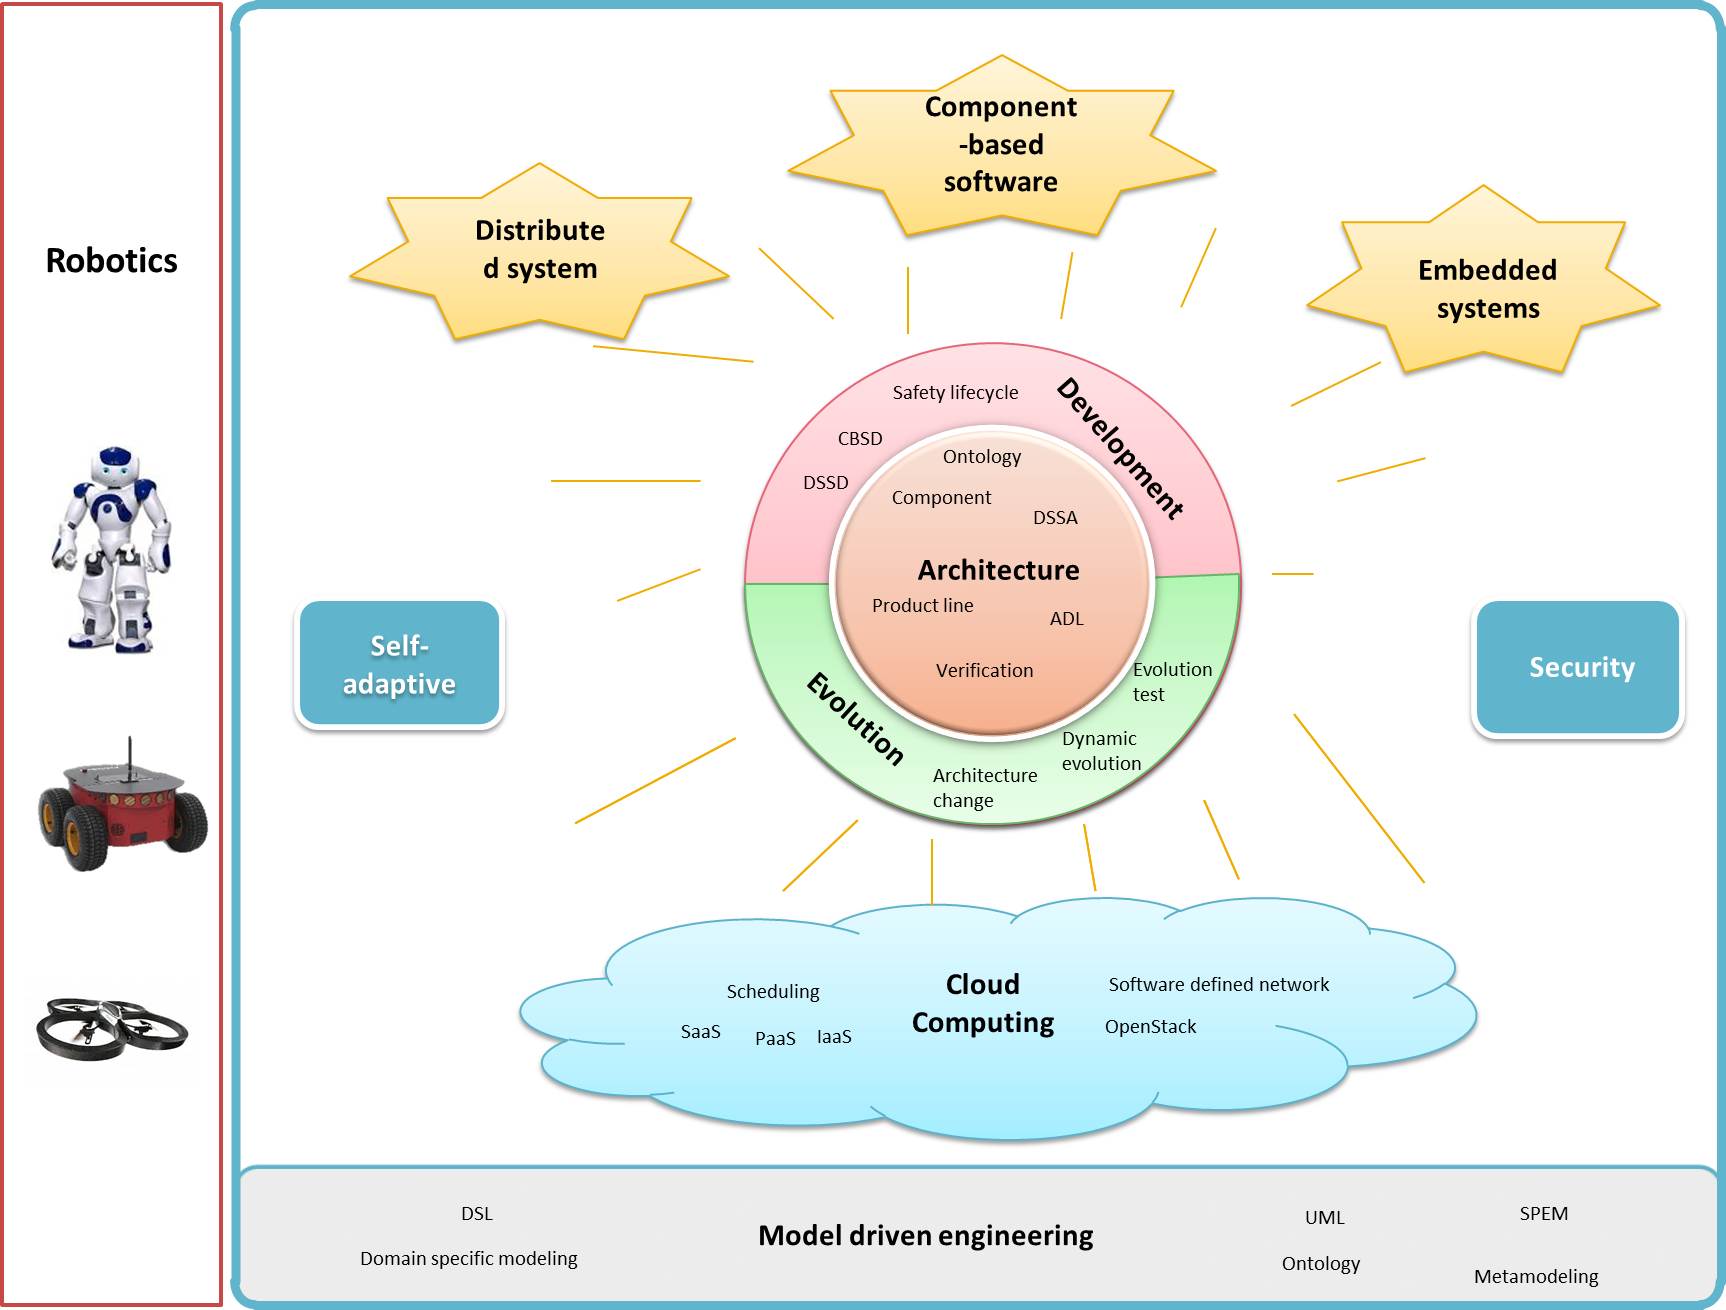 Robotics
Component
-based
software
Distribute
d system
Embedded
systems
Development
Safety lifecycle
CBSD
DSSD
Ontology
Component
DSSA
Architecture
Product line
ADL
Verification
Evolution
Evolution
test
Dynamic
evolution
Architecture
change
Self-
adaptive
Security
Cloud
Computing
Scheduling
SaaS
PaaS
IaaS
Software defined network
OpenStack
Model driven engineering
DSL
Domain specific modeling
UML
Ontology
SPEM
Metamodeling